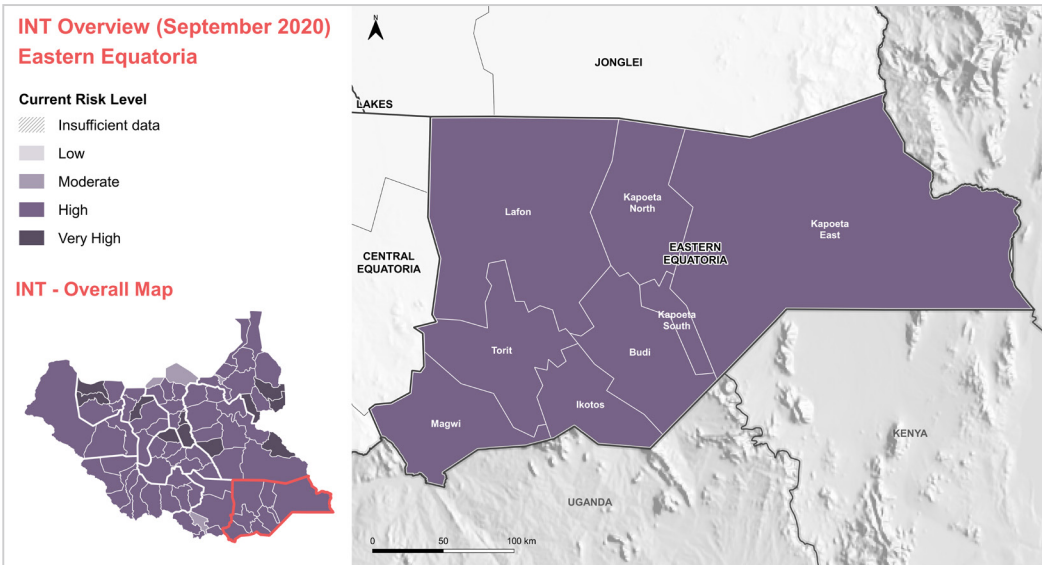 INT Overview (September 2020)
Eastern Equatoria
Current Risk Level
Insufficient data
Low
Moderate
High
Very High
INT - Overall Map
N
JONGLEI
LAKES
Lafon
Kapoeta
North
Kapoeta
East
EASTERN
EQUATORIA
CENTRAL
EQUATORIA
Kapoeta
South
Torit
Budi
Ikotos
Magwi
KENYA
UGANDA
0 50 100 km